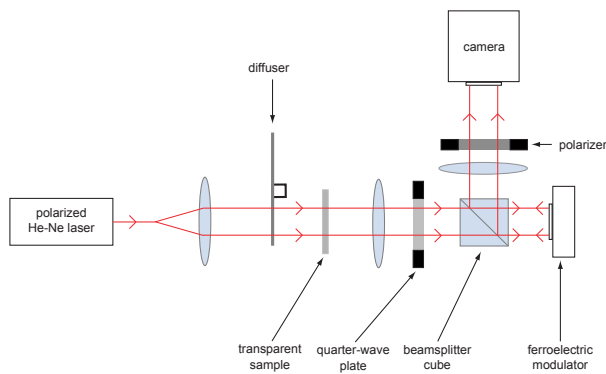 camera
diffuser
polarizer
polarized
He-Ne laser
transparent
sample
quarter-wave
plate
beamsplitter
cube
ferroelectric
modulator